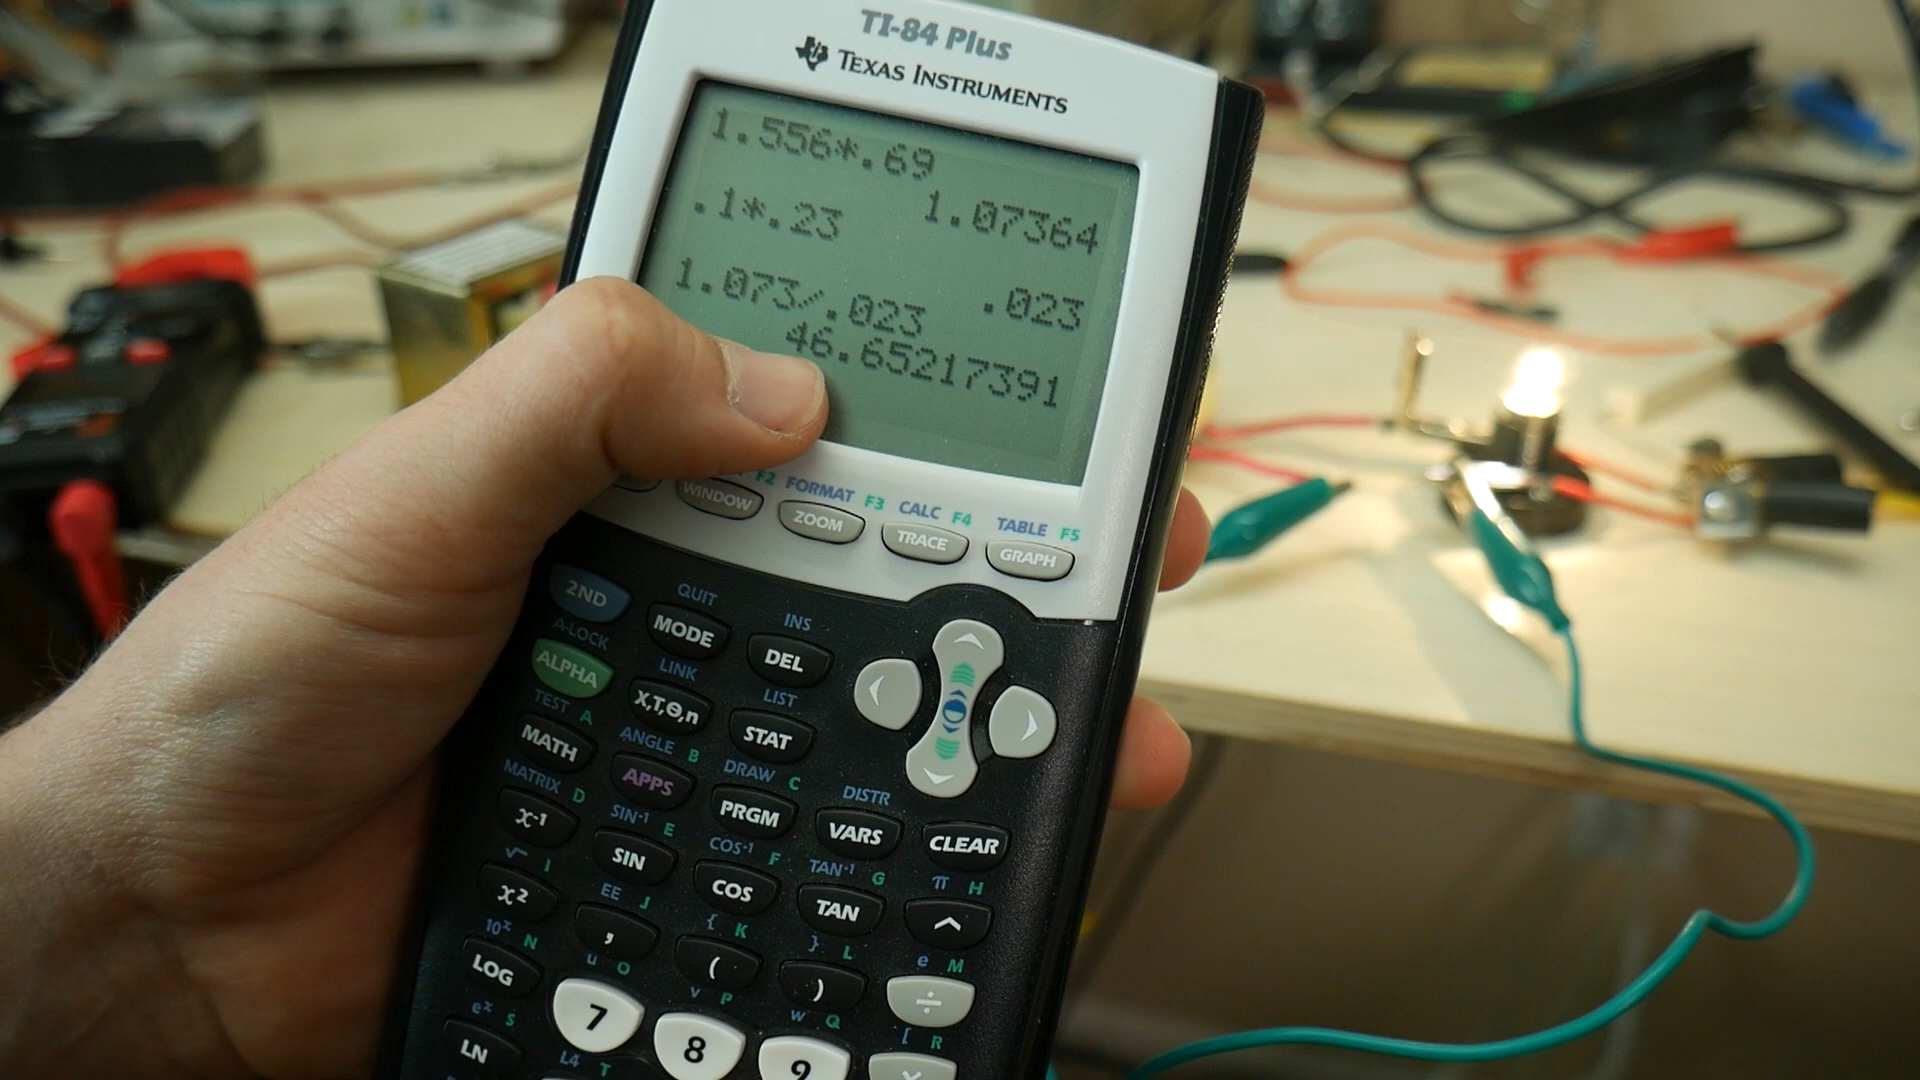 TI-84 Plus
TEXAS INSTRUMENTS
1.556*.69
1.07364
.1*.23
.023
1.073/.023
46.65217391
F2 FORMAT F3 CALC F4 TABLE F5
WINDOW ZOOM TRACE GRAPH
QUIT INS
2ND MODE DEL
A-LOCK LINK LIST
ALPHA X,T,Θ,n STAT
TEST A ANGLE B DRAW C DISTR
MATH APPS PRGM VARS CLEAR
MATRIX D SIN⁻¹ E COS⁻¹ F TAN⁻¹ G π H
x⁻¹ SIN COS TAN ^
√ I EE J { K } L e M
x² , ( ) ÷
10ˣ N u O v P w Q [ R
LOG 7 8 9 ×
eˣ S L4 T
LN